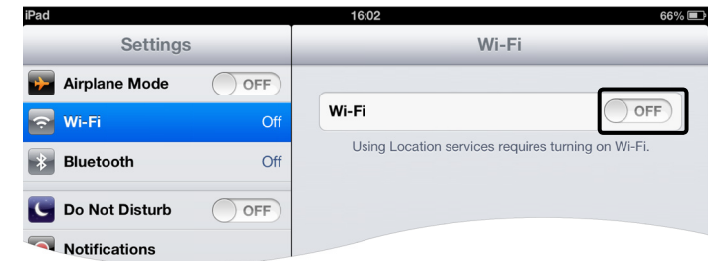 iPad 16:02 66%
Settings
Wi-Fi
Airplane Mode OFF
Wi-Fi Off
Bluetooth Off
Do Not Disturb OFF
Notifications
Wi-Fi OFF
Using Location services requires turning on Wi-Fi.